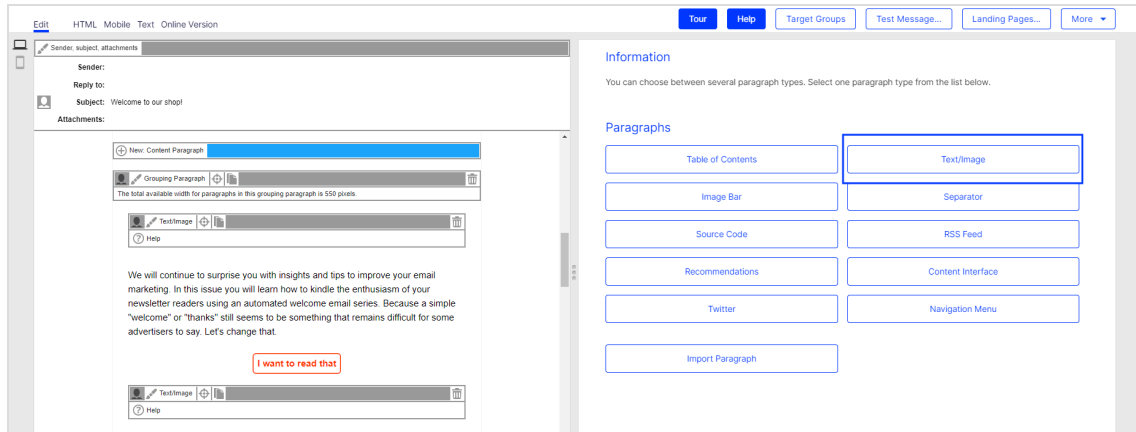 Edit HTML Mobile Text Online Version
Tour Help Target Groups Test Message... Landing Pages... More
Sender, subject, attachments
Sender:
Reply to:
Subject: Welcome to our shop!
Attachments:
New: Content Paragraph
Grouping Paragraph
The total available width for paragraphs in this grouping paragraph is 550 pixels.
Text/Image
Help
We will continue to surprise you with insights and tips to improve your email
marketing. In this issue you will learn how to kindle the enthusiasm of your
newsletter readers using an automated welcome email series. Because a simple
"welcome" or "thanks" still seems to be something that remains difficult for some
advertisers to say. Let's change that.
I want to read that
Text/Image
Help
Information
You can choose between several paragraph types. Select one paragraph type from the list below.
Paragraphs
Table of Contents Text/Image
Image Bar Separator
Source Code RSS Feed
Recommendations Content Interface
Twitter Navigation Menu
Import Paragraph